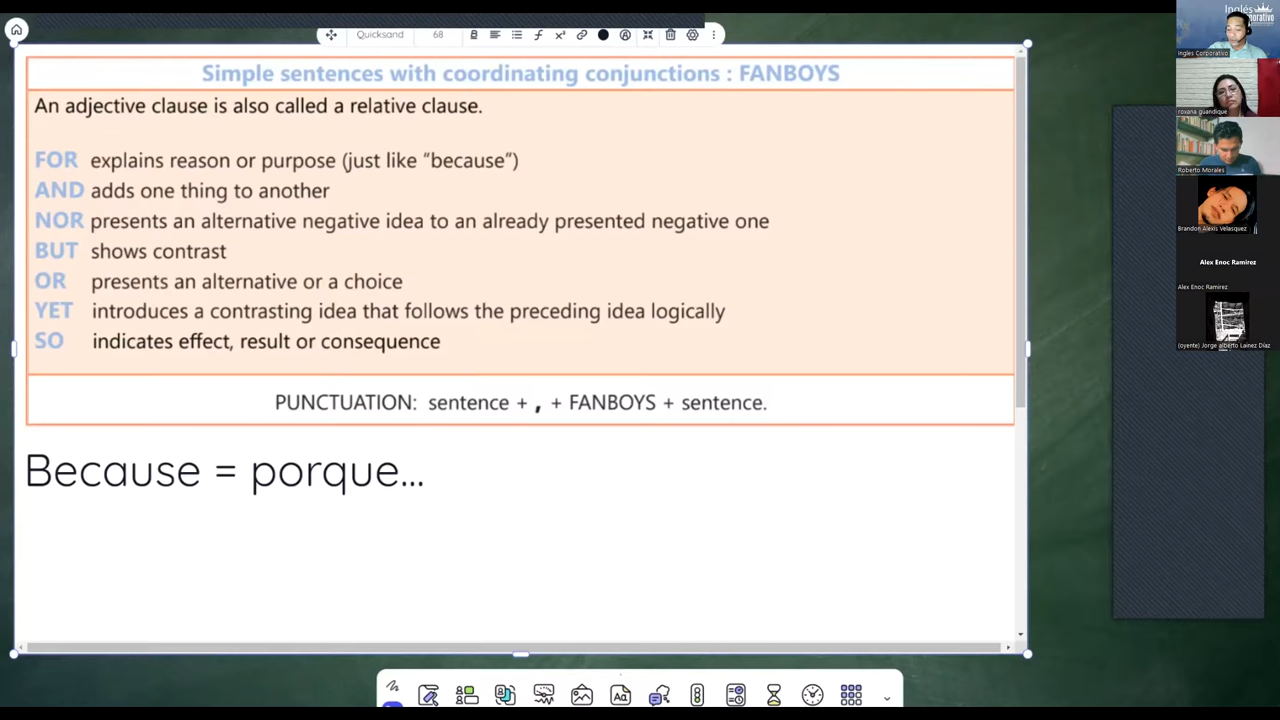 Quicksand 68
Simple sentences with coordinating conjunctions : FANBOYS
An adjective clause is also called a relative clause.
FOR explains reason or purpose (just like “because”)
AND adds one thing to another
NOR presents an alternative negative idea to an already presented negative one
BUT shows contrast
OR presents an alternative or a choice
YET introduces a contrasting idea that follows the preceding idea logically
SO indicates effect, result or consequence
PUNCTUATION: sentence + , + FANBOYS + sentence.
Because = porque...
Inglés
Corporativo
Ingles Corporativo
roxana guandique
Roberto Morales
Brandon Alexis Velasquez
Alex Enoc Ramirez
Alex Enoc Ramirez
(oyente) Jorge alberto Lainez Díaz